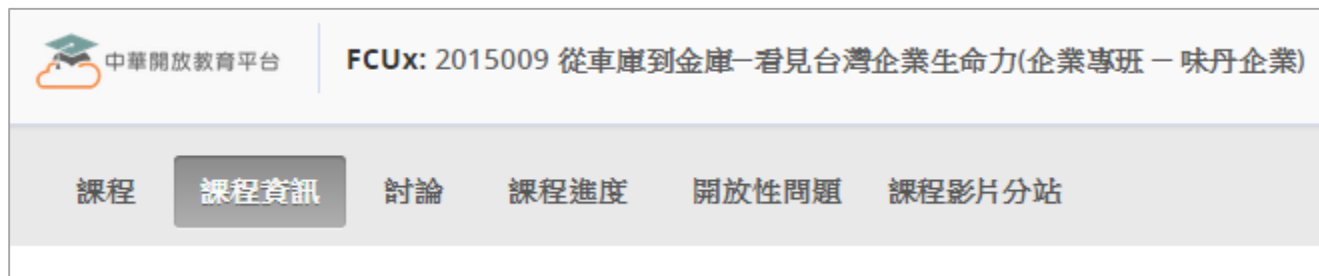 中華開放教育平台
FCUx: 2015009 從車庫到金庫─看見台灣企業生命力(企業專班 ─ 味丹企業)
課程 課程資訊 討論 課程進度 開放性問題 課程影片分站